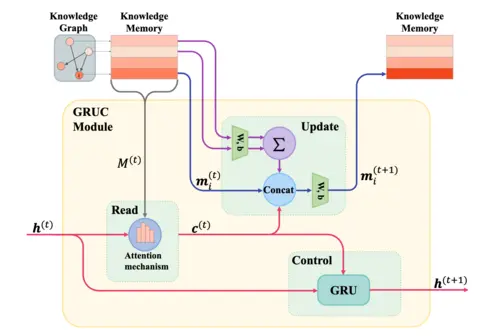 Knowledge
Graph
Knowledge
Memory
Knowledge
Memory
GRUC
Module
Update
W, b
Σ
M^{(t)}
m_i^{(t)}
Concat
W, b
m_i^{(t+1)}
Read
h^{(t)}
c^{(t)}
Attention
mechanism
Control
GRU
h^{(t+1)}